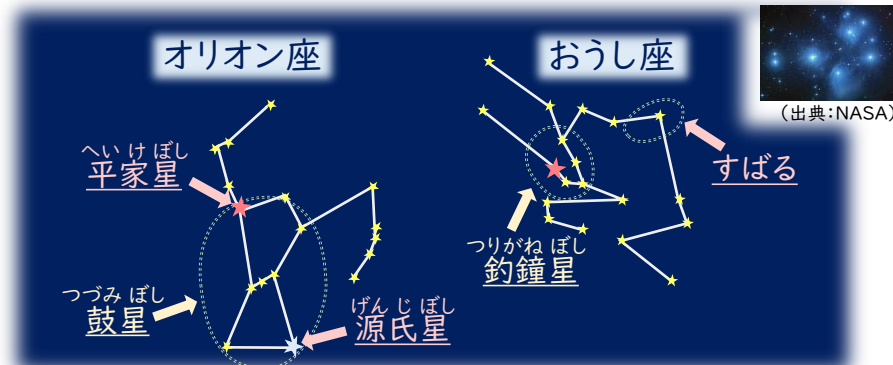 オリオン座
おうし座
(出典:NASA)
へいけぼし
平家星
すばる
つりがねぼし
釣鐘星
つづみぼし
鼓星
げんじぼし
源氏星